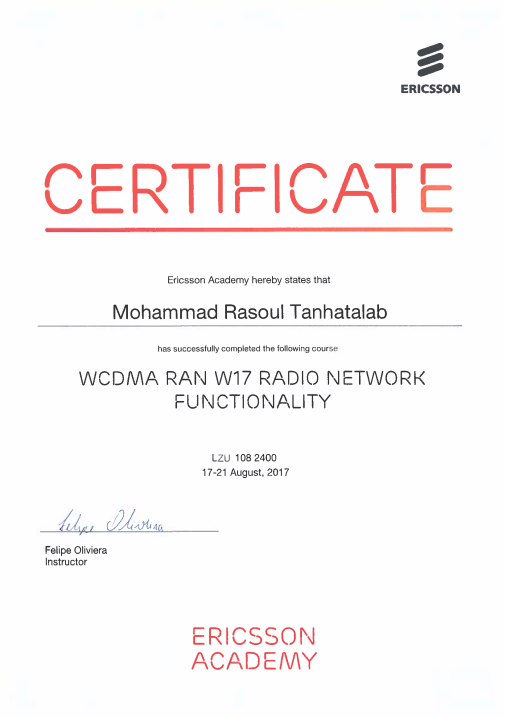 ERICSSON
CERTIFICATE
Ericsson Academy hereby states that
Mohammad Rasoul Tanhatalab
has successfully completed the following course
WCDMA RAN W17 RADIO NETWORK
FUNCTIONALITY
LZU 108 2400
17-21 August, 2017
Felipe Oliviera
Felipe Oliviera
Instructor
ERICSSON
ACADEMY